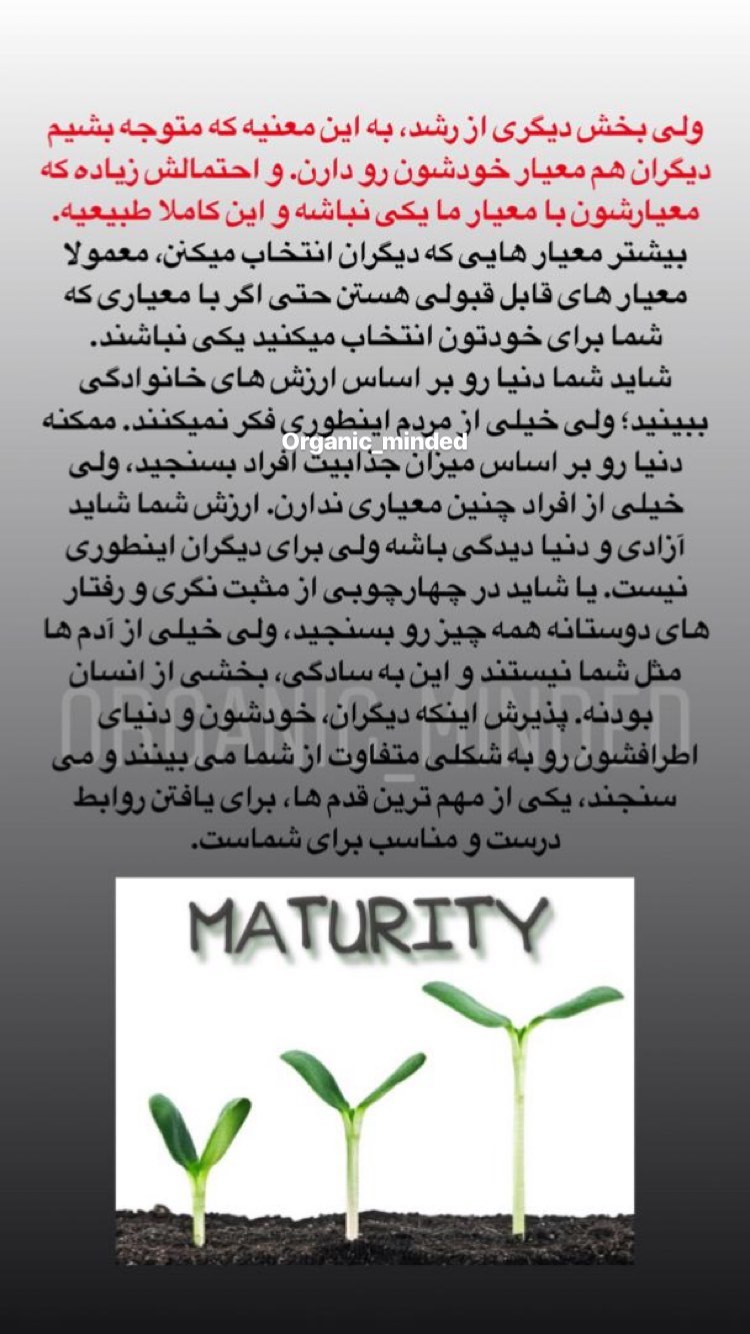 ولی بخش دیگری از رشد، به این معنیه که متوجه بشیم
دیگران هم معیار خودشون رو دارن. و احتمالش زیاده که
معیارشون با معیار ما یکی نباشه و این کاملا طبیعیه.
بیشتر معیار هایی که دیگران انتخاب میکنن، معمولا
معیار های قابل قبولی هستن حتی اگر با معیاری که
شما برای خودتون انتخاب میکنید یکی نباشند.
شاید شما دنیا رو بر اساس ارزش های خانوادگی
ببینید؛ ولی خیلی از مردم اینطوری فکر نمیکنند. ممکنه
Organic_minded
دنیا رو بر اساس میزان جذابیت افراد بسنجید، ولی
خیلی از افراد چنین معیاری ندارن. ارزش شما شاید
آزادی و دنیا دیدگی باشه ولی برای دیگران اینطوری
نیست. یا شاید در چهارچوبی از مثبت نگری و رفتار
های دوستانه همه چیز رو بسنجید، ولی خیلی از آدم ها
مثل شما نیستند و این به سادگی، بخشی از انسان
ORGANIC_MINDED
بودنه. پذیرش اینکه دیگران، خودشون و دنیای
اطرافشون رو به شکلی متفاوت از شما می بینند و می
سنجند، یکی از مهم ترین قدم ها، برای یافتن روابط
درست و مناسب برای شماست.
MATURITY